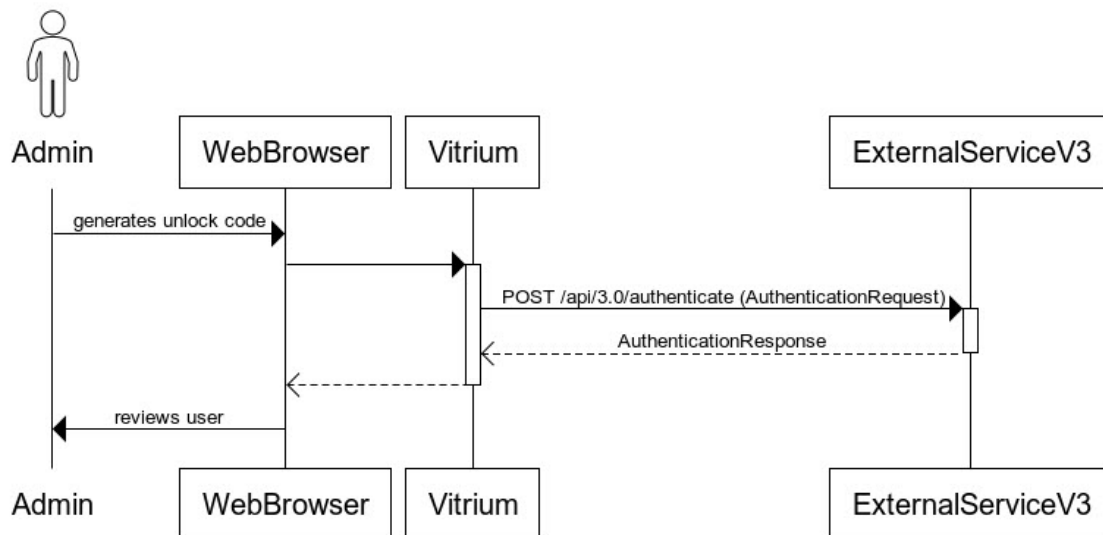 Admin
WebBrowser
Vitrium
ExternalServiceV3
generates unlock code
POST /api/3.0/authenticate (AuthenticationRequest)
AuthenticationResponse
reviews user
Admin
WebBrowser
Vitrium
ExternalServiceV3